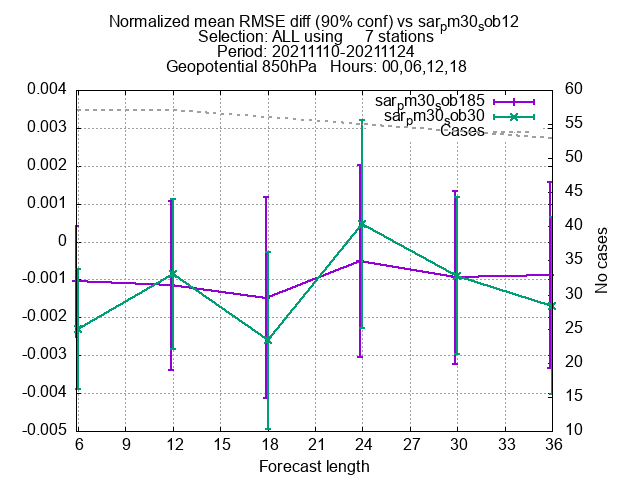 Normalized mean RMSE diff (90% conf) vs sarpm30sob12
Selection: ALL using 7 stations
Period: 20211110-20211124
Geopotential 850hPa Hours: 00,06,12,18
sarpm30sob185
sarpm30sob30
Cases
0.004
0.003
0.002
0.001
0
-0.001
-0.002
-0.003
-0.004
-0.005
60
55
50
45
40
35
30
25
20
15
10
No cases
6 9 12 15 18 21 24 27 30 33 36
Forecast length